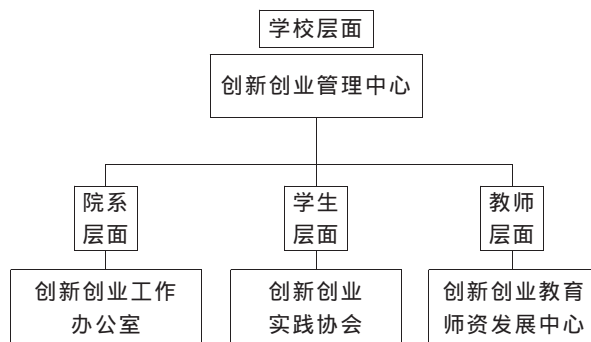 学校层面
创新创业管理中心
院系
层面
学生
层面
教师
层面
创新创业工作
办公室
创新创业
实践协会
创新创业教育
师资发展中心